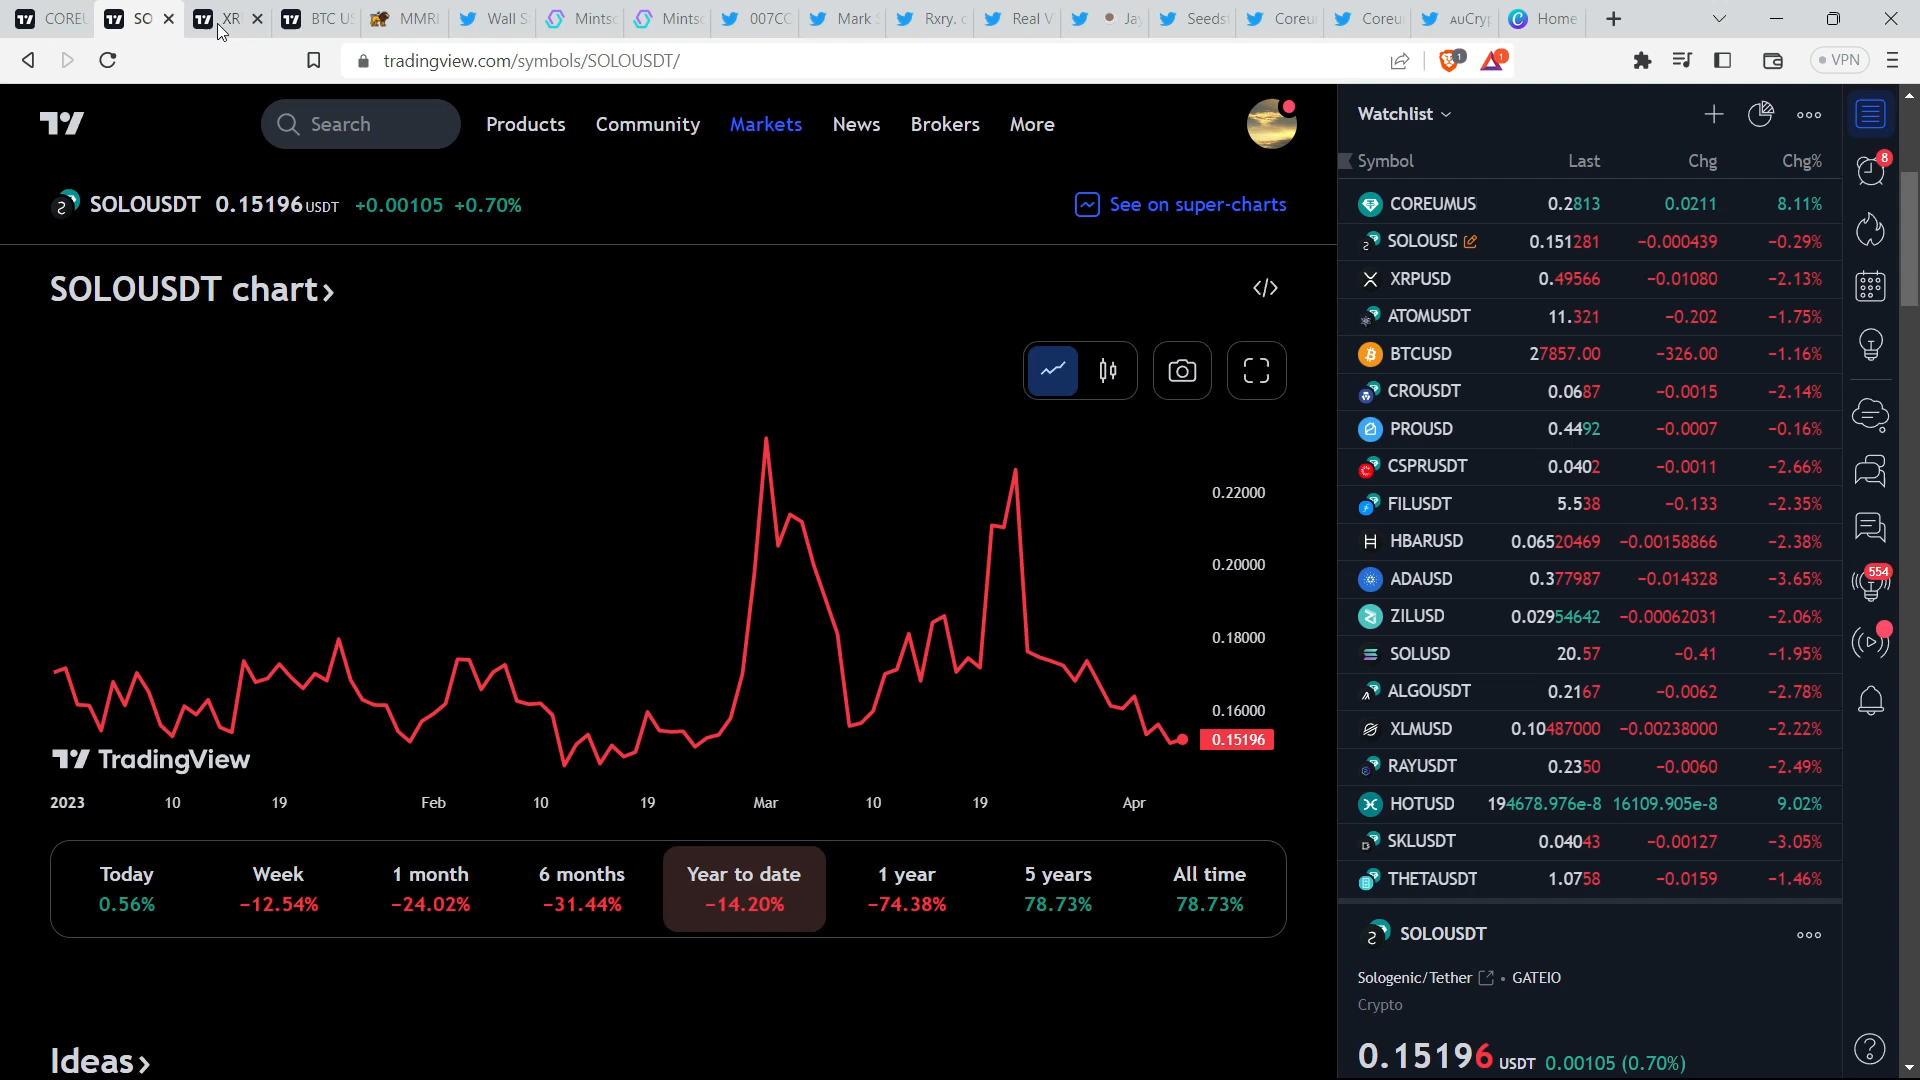 COREU
SO
XR
BTC US
MMRI
Wall S
Mintsc
Mints
007CC
Mark
Rxry. c
Real V
Ja
Seeds
Coreu
Coreu
AuCryp
Home
tradingview.com/symbols/SOLOUSDT/
1
1
VPN
Search
Products
Community
Markets
News
Brokers
More
SOLOUSDT 0.15196 USDT +0.00105 +0.70%
See on super-charts
SOLOUSDT chart›
</>
0.22000
0.20000
0.18000
0.16000
0.15196
TradingView
2023 10 19 Feb 10 19 Mar 10 19 Apr
Today Week 1 month 6 months Year to date 1 year 5 years All time
0.56% −12.54% −24.02% −31.44% −14.20% −74.38% 78.73% 78.73%
Ideas›
Watchlist
Symbol Last Chg Chg%
COREUMUS 0.2813 0.0211 8.11%
SOLOUSD 0.151281 −0.000439 −0.29%
XRPUSD 0.49566 −0.01080 −2.13%
ATOMUSDT 11.321 −0.202 −1.75%
BTCUSD 27857.00 −326.00 −1.16%
CROUSDT 0.0687 −0.0015 −2.14%
PROUSD 0.4492 −0.0007 −0.16%
CSPRUSDT 0.0402 −0.0011 −2.66%
FILUSDT 5.538 −0.133 −2.35%
HBARUSD 0.06520469 −0.00158866 −2.38%
ADAUSD 0.377987 −0.014328 −3.65%
ZILUSD 0.02954642 −0.00062031 −2.06%
SOLUSD 20.57 −0.41 −1.95%
ALGOUSDT 0.2167 −0.0062 −2.78%
XLMUSD 0.10487000 −0.00238000 −2.22%
RAYUSDT 0.2350 −0.0060 −2.49%
HOTUSD 194678.976e-8 16109.905e-8 9.02%
SKLUSDT 0.04043 −0.00127 −3.05%
THETAUSDT 1.0758 −0.0159 −1.46%
SOLOUSDT
Sologenic/Tether • GATEIO
Crypto
0.15196 USDT 0.00105 (0.70%)
8
554